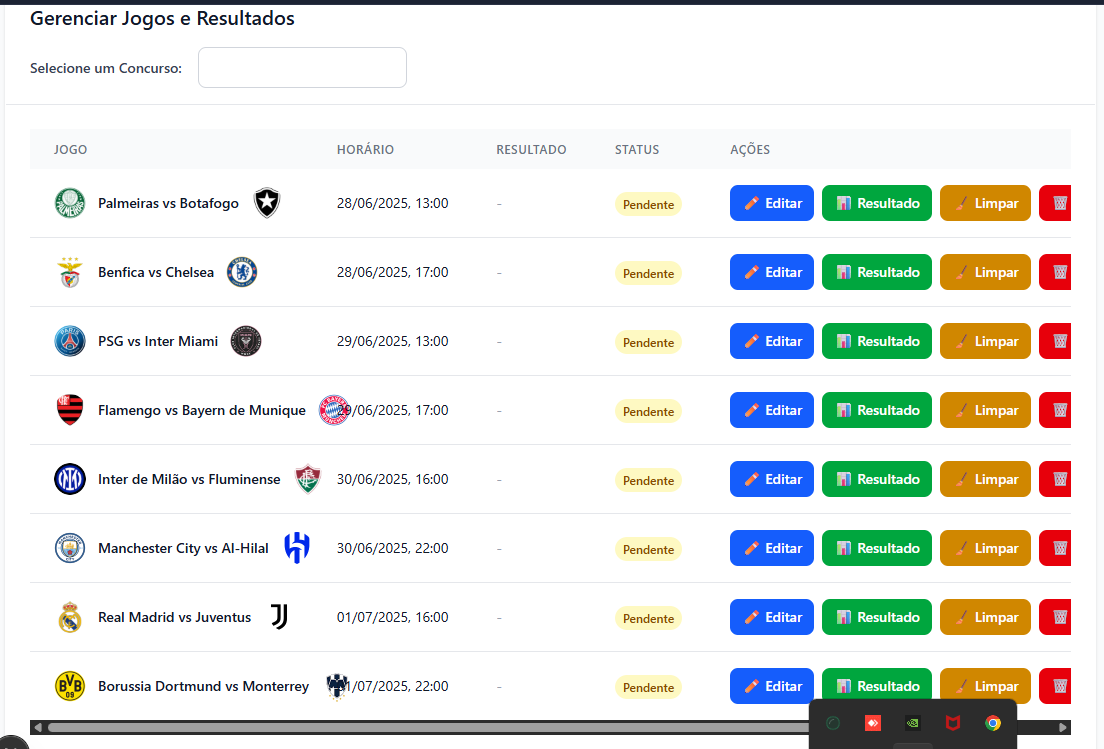 Gerenciar Jogos e Resultados
Selecione um Concurso:
JOGO HORÁRIO RESULTADO STATUS AÇÕES
Palmeiras vs Botafogo 28/06/2025, 13:00 - Pendente Editar Resultado Limpar
Benfica vs Chelsea 28/06/2025, 17:00 - Pendente Editar Resultado Limpar
PSG vs Inter Miami 29/06/2025, 13:00 - Pendente Editar Resultado Limpar
Flamengo vs Bayern de Munique 29/06/2025, 17:00 - Pendente Editar Resultado Limpar
Inter de Milão vs Fluminense 30/06/2025, 16:00 - Pendente Editar Resultado Limpar
Manchester City vs Al-Hilal 30/06/2025, 22:00 - Pendente Editar Resultado Limpar
Real Madrid vs Juventus 01/07/2025, 16:00 - Pendente Editar Resultado Limpar
BVB 09 Borussia Dortmund vs Monterrey 01/07/2025, 22:00 - Pendente Editar Resultado Limpar